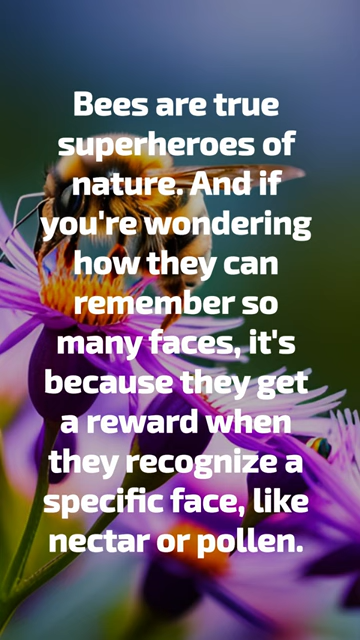 Bees are true
superheroes of
nature. And if
you're wondering
how they can
remember so
many faces, it's
because they get
a reward when
they recognize a
specific face, like
nectar or pollen.